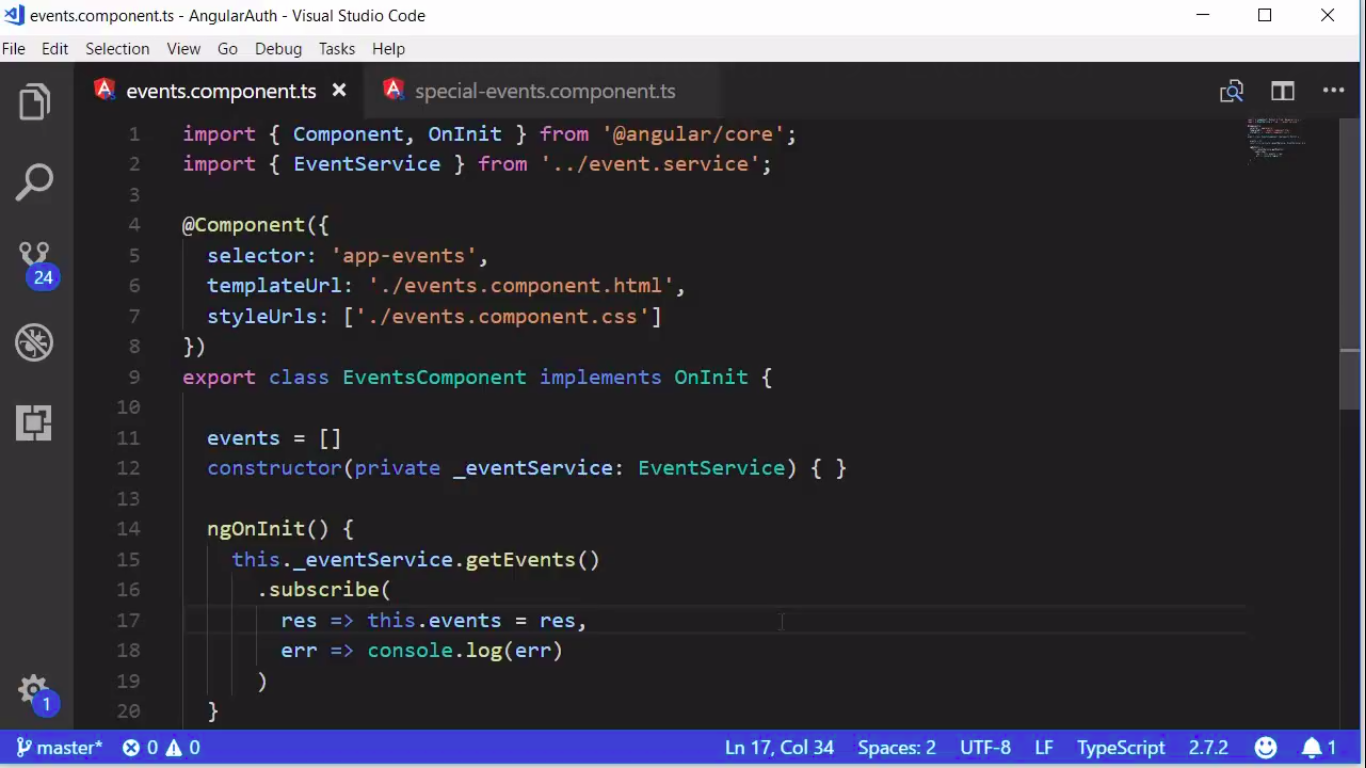 events.component.ts - AngularAuth - Visual Studio Code
File Edit Selection View Go Debug Tasks Help
events.component.ts special-events.component.ts
1 import { Component, OnInit } from '@angular/core';
2 import { EventService } from '../event.service';
3
4 @Component({
5 selector: 'app-events',
6 templateUrl: './events.component.html',
7 styleUrls: ['./events.component.css']
8 })
9 export class EventsComponent implements OnInit {
10
11 events = []
12 constructor(private _eventService: EventService) { }
13
14 ngOnInit() {
15 this._eventService.getEvents()
16 .subscribe(
17 res => this.events = res,
18 err => console.log(err)
19 )
20 }
24
1
master* 0 0 Ln 17, Col 34 Spaces: 2 UTF-8 LF TypeScript 2.7.2 1